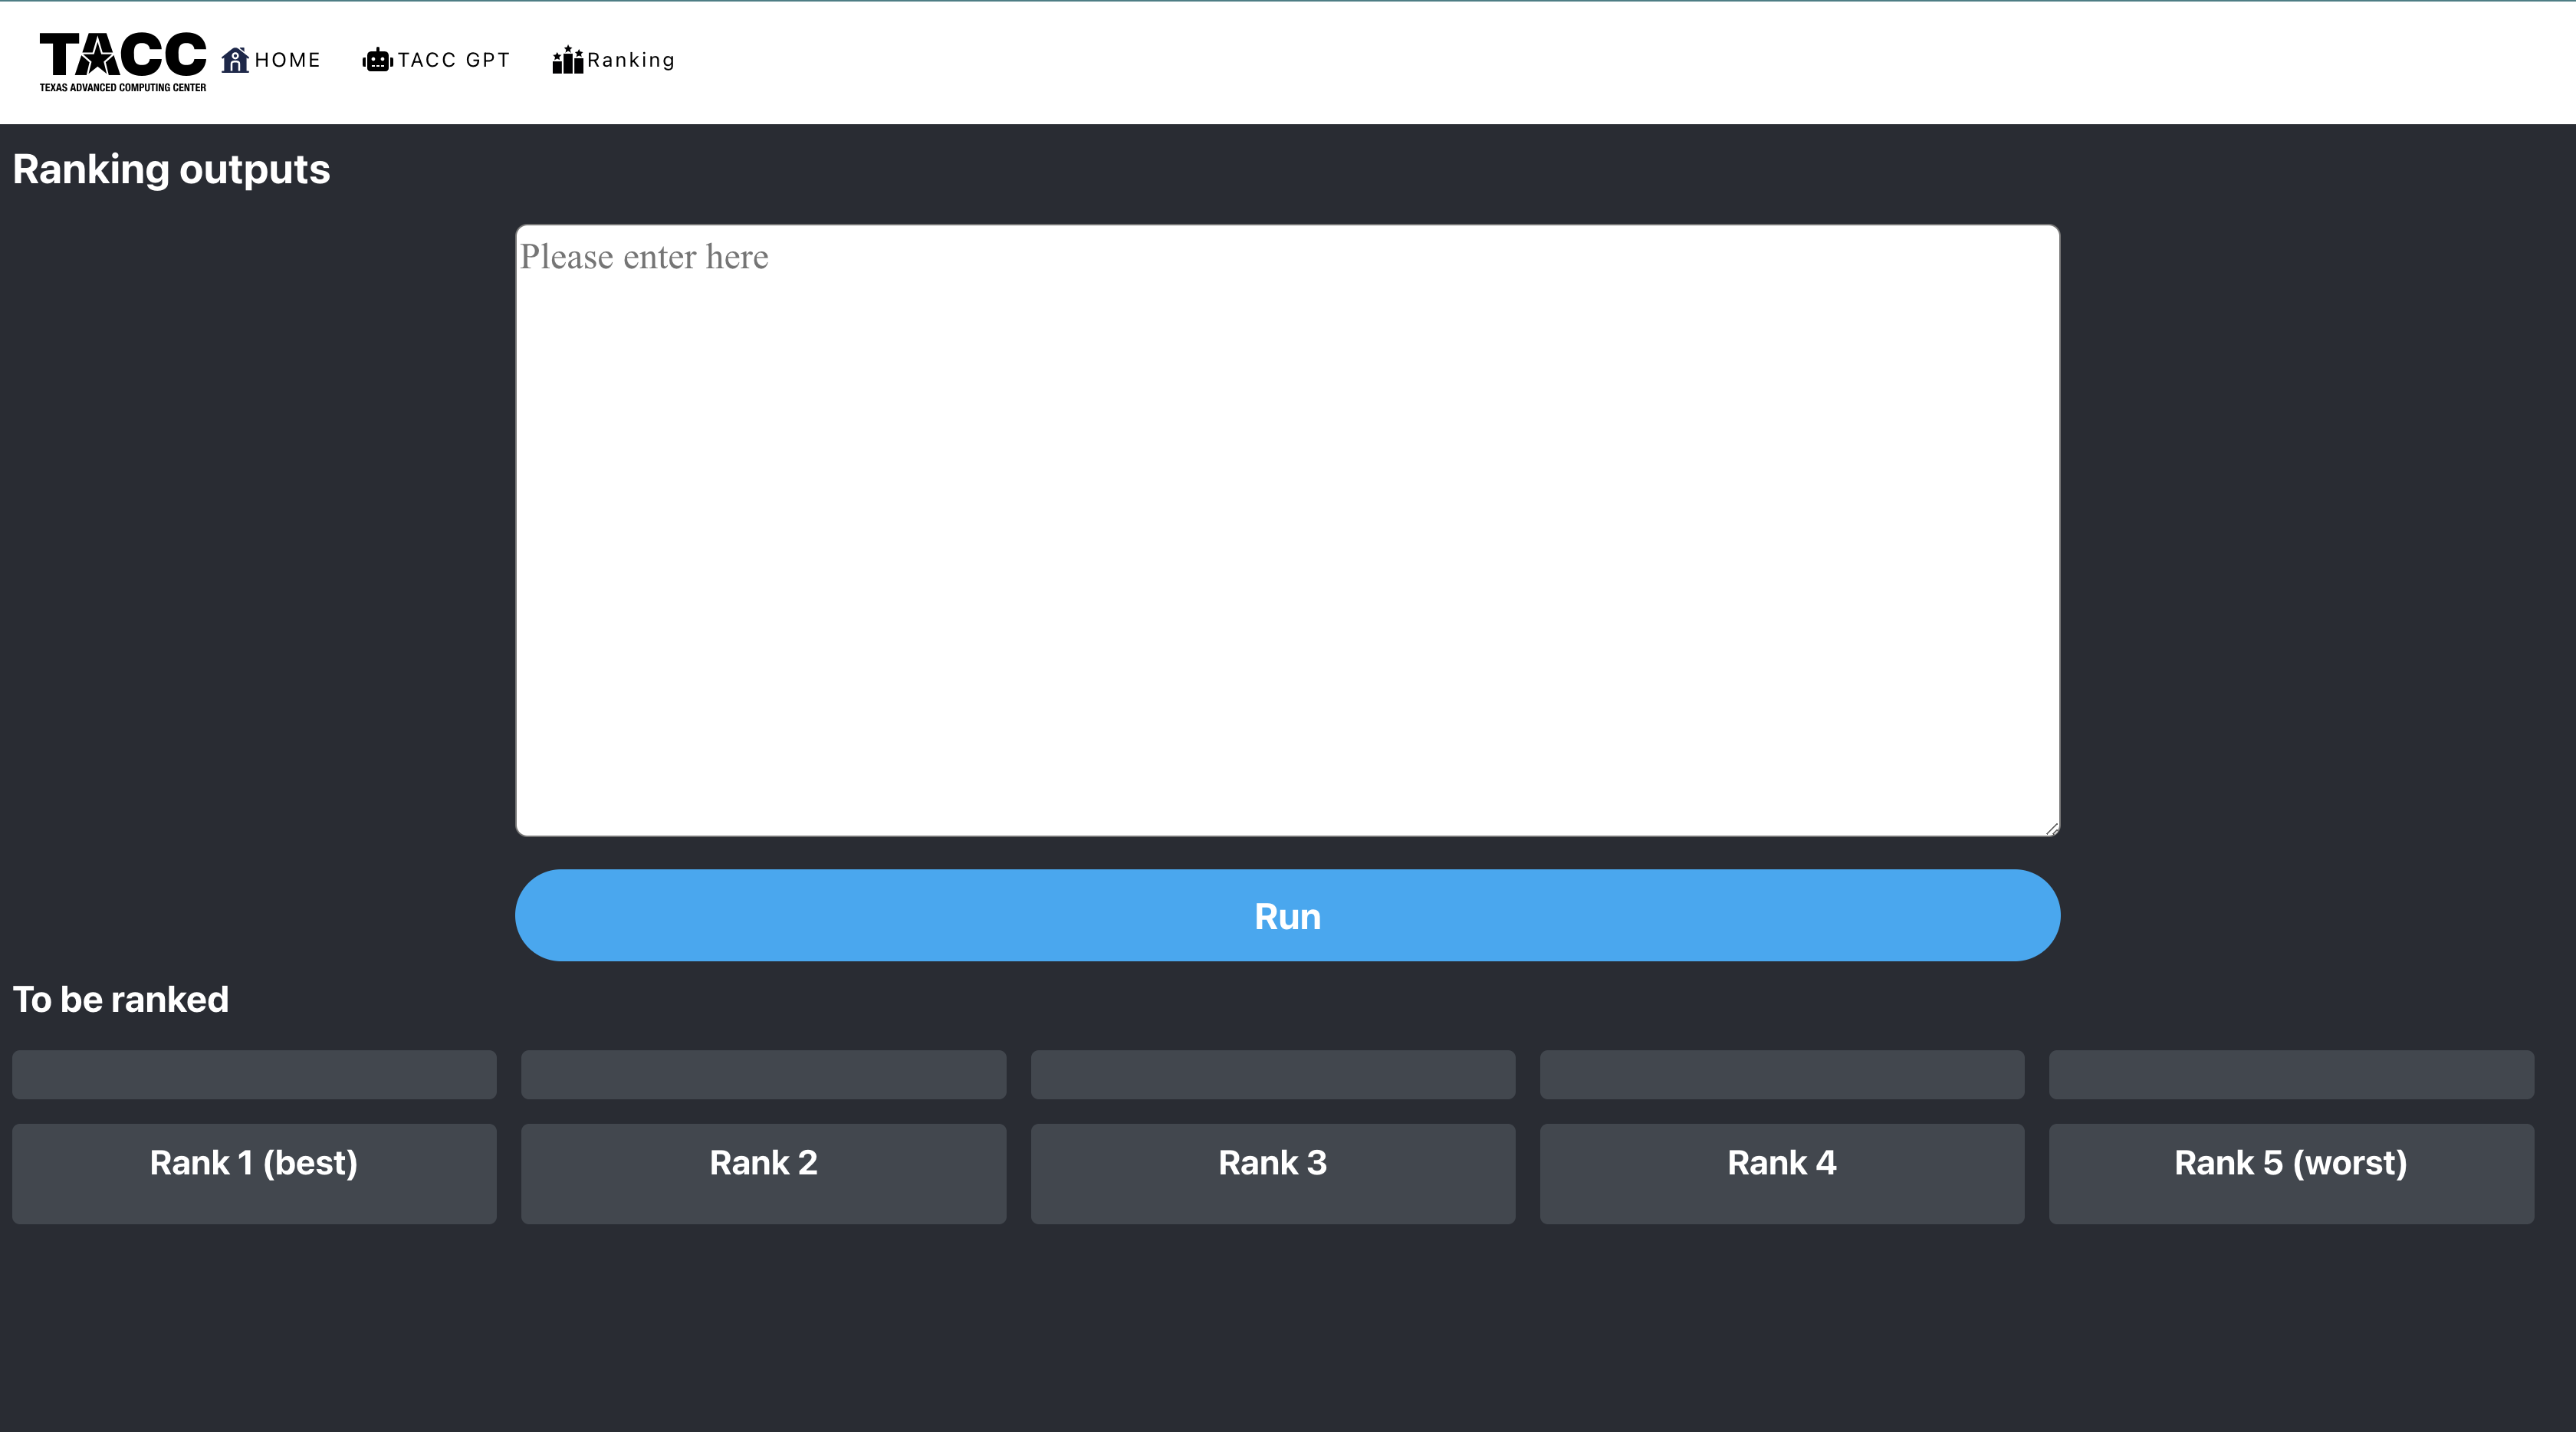 TACC
TEXAS ADVANCED COMPUTING CENTER
HOME
TACC GPT
Ranking
Ranking outputs
Please enter here
Run
To be ranked
Rank 1 (best)
Rank 2
Rank 3
Rank 4
Rank 5 (worst)